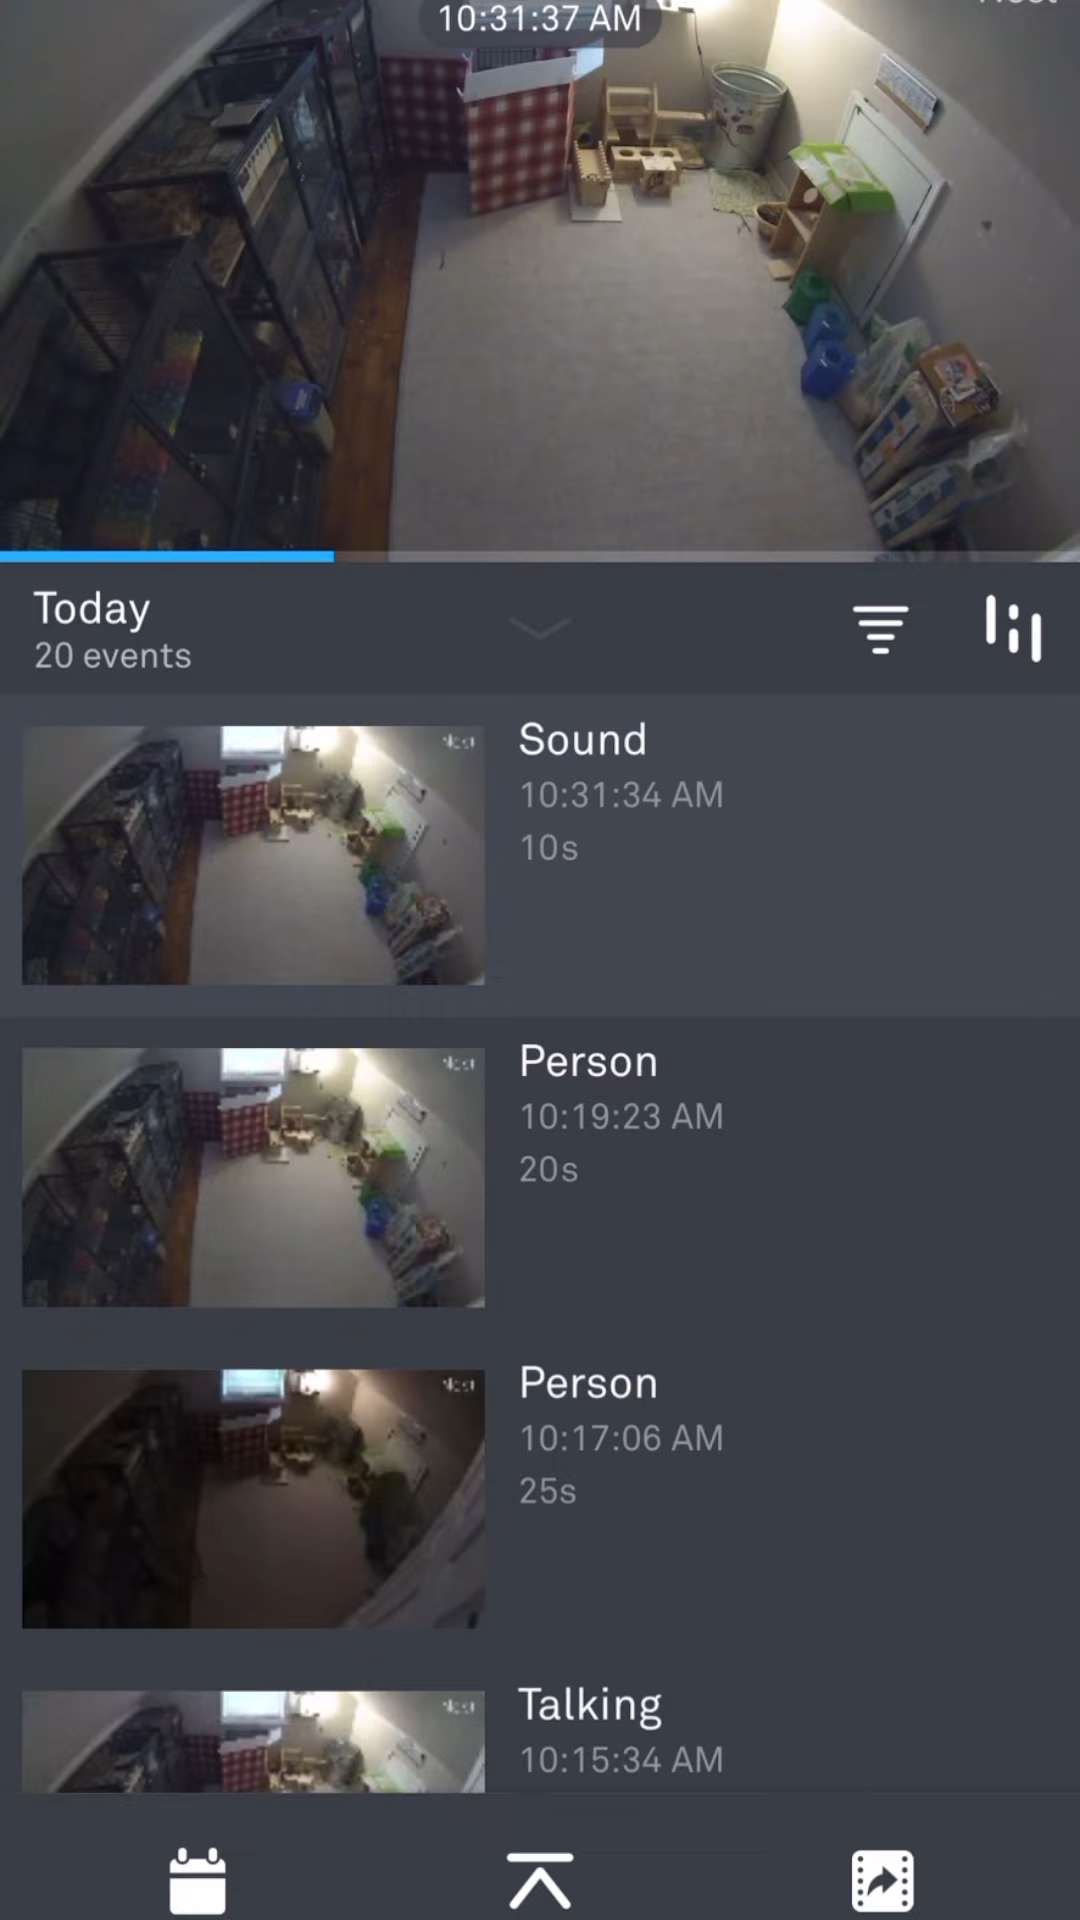 10:31:37 AM
Today
20 events
Sound
10:31:34 AM
10s
Person
10:19:23 AM
20s
Person
10:17:06 AM
25s
Talking
10:15:34 AM